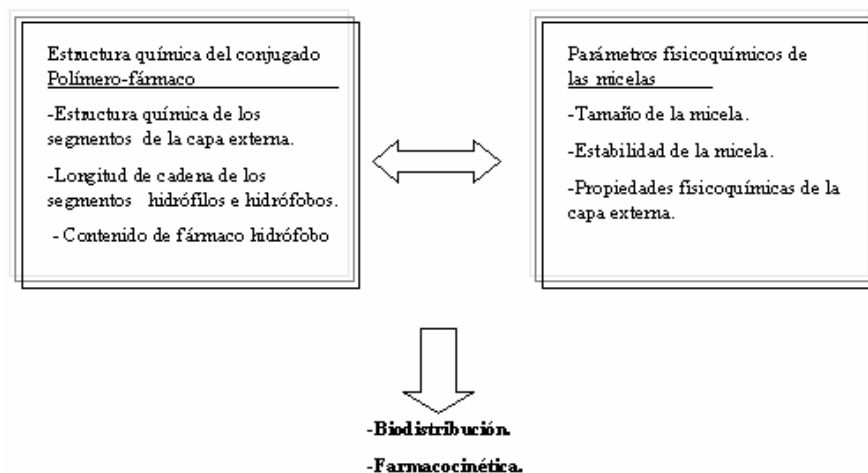 Estructura química del conjugado
Polímero-fármaco
-Estructura química de los
segmentos de la capa externa.
-Longitud de cadena de los
segmentos hidrófilos e hidrófobos.
- Contenido de fármaco hidrófobo
Parámetros fisicoquímicos de
las micelas
-Tamaño de la micela.
-Estabilidad de la micela.
-Propiedades fisicoquímicas de la
capa externa.
-Biodistribución.
-Farmacocinética.